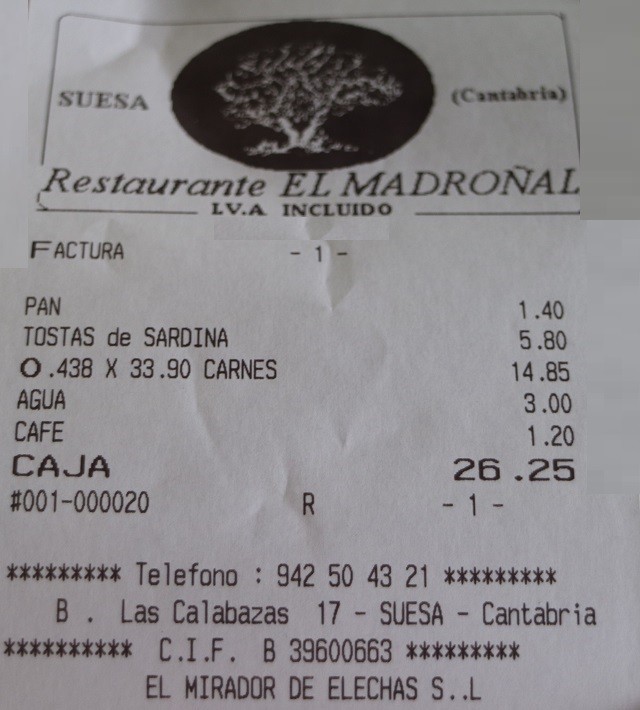 SUESA (Cantabria)
Restaurante EL MADROÑAL
I.V.A INCLUIDO
FACTURA - 1 -
PAN 1.40
TOSTAS de SARDINA 5.80
0.438 X 33.90 CARNES 14.85
AGUA 3.00
CAFE 1.20
CAJA 26.25
#001-000020 R - 1 -
********* Telefono : 942 50 43 21 *********
B . Las Calabazas 17 - SUESA - Cantabria
********** C.I.F. B 39600663 *********
EL MIRADOR DE ELECHAS S..L